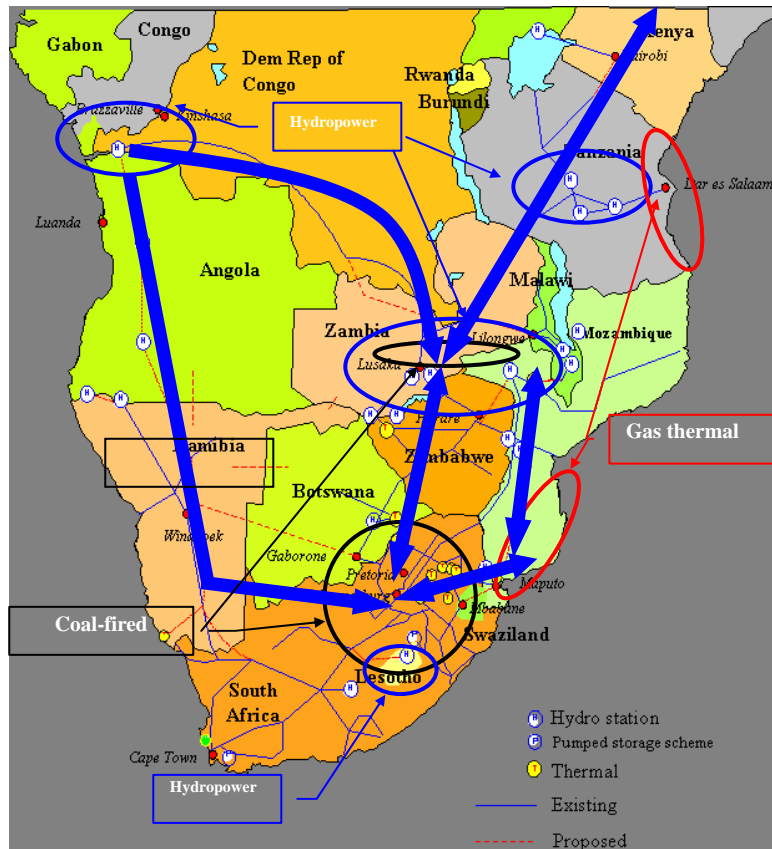 Gabon
Congo
Dem Rep of
Congo
Kenya
Nairobi
Rwanda
Burundi
Brazzaville
Kinshasa
Hydropower
Tanzania
Dar es Salaam
Luanda
Angola
Malawi
Zambia
Lilongwe
Mozambique
Lusaka
Harare
Gas thermal
Namibia
Zimbabwe
Botswana
Windhoek
Gaborone
Pretoria
Maputo
Mbabane
Coal-fired
Swaziland
Lesotho
South
Africa
Cape Town
Hydropower
H Hydro station
P Pumped storage scheme
T Thermal
Existing
Proposed